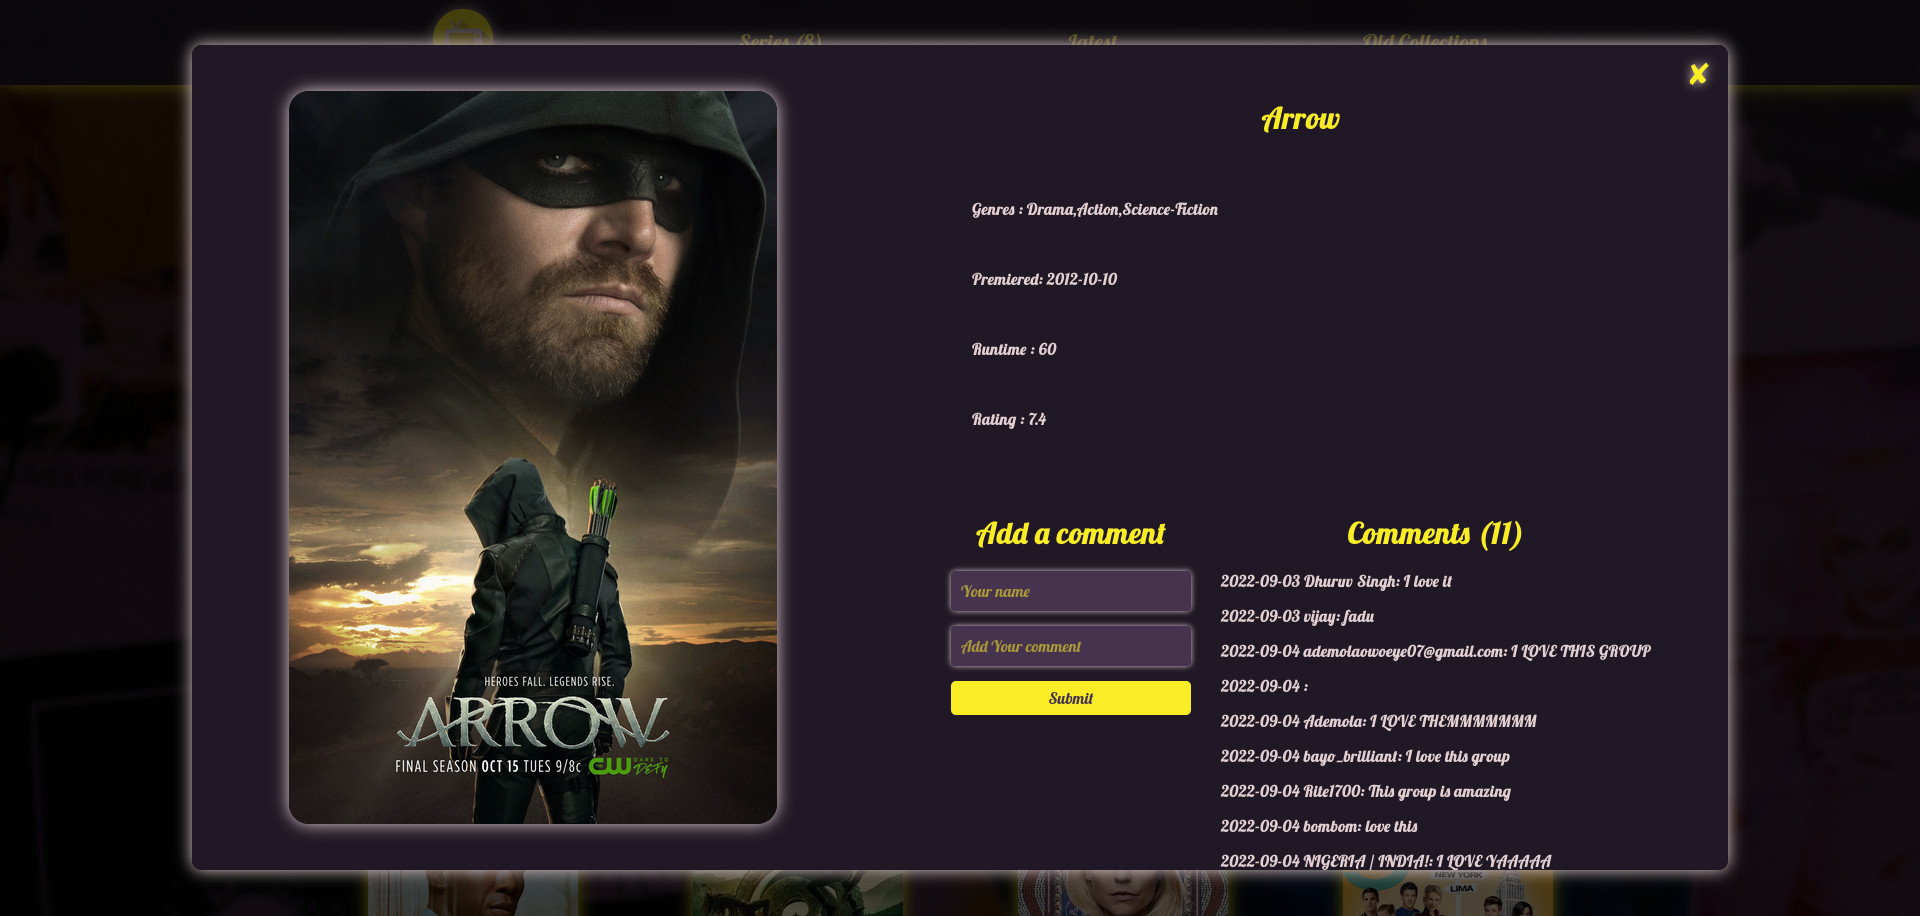 Series (8)
Latest
Old Collections
✘
Arrow
Genres : Drama,Action,Science-Fiction
Premiered: 2012-10-10
Runtime : 60
Rating : 7.4
HEROES FALL. LEGENDS RISE.
ARROW
FINAL SEASON OCT 15 TUES 9/8c THE CW DARE TO DEFY
Add a comment
Your name
Add Your comment
Submit
Comments (11)
2022-09-03 Dhuruv Singh: I love it
2022-09-03 vijay: fadu
2022-09-04 ademolaowoeye07@gmail.com: I LOVE THIS GROUP
2022-09-04 :
2022-09-04 Ademola: I LOVE THEMMMMMMM
2022-09-04 bayo_brilliant: I love this group
2022-09-04 Rite1700: This group is amazing
2022-09-04 bombom: love this
2022-09-04 NIGERIA / INDIA!: I LOVE YAAAAA
NEW YORK
LIMA